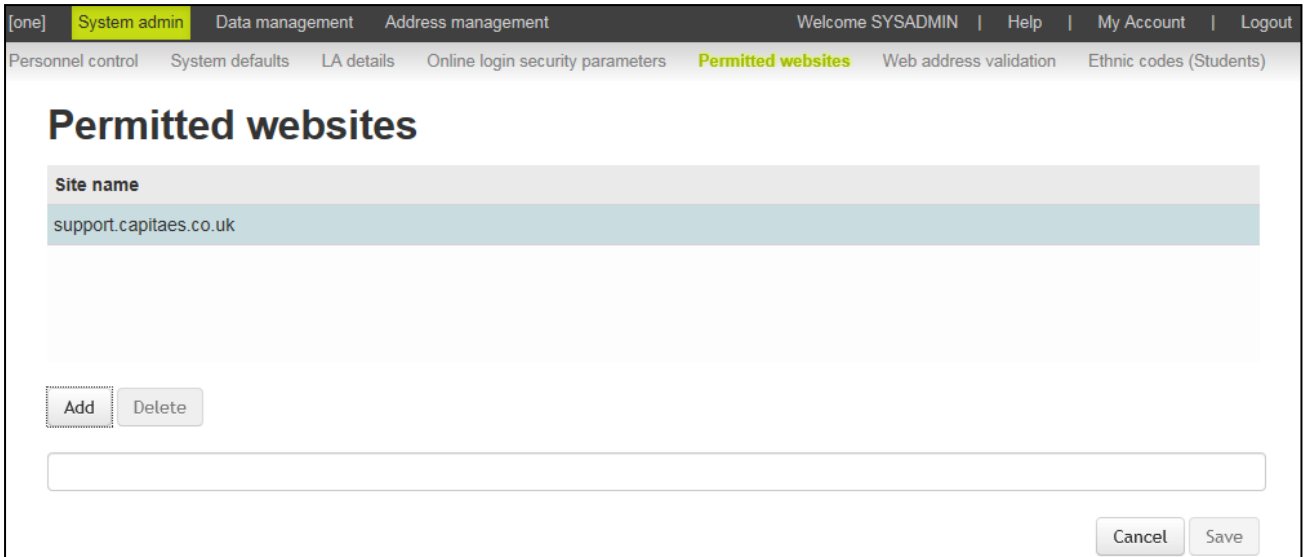 [one] System admin Data management Address management Welcome SYSADMIN | Help | My Account | Logout
Personnel control System defaults LA details Online login security parameters Permitted websites Web address validation Ethnic codes (Students)
Permitted websites
Site name
support.capitaes.co.uk
Add Delete
Cancel Save